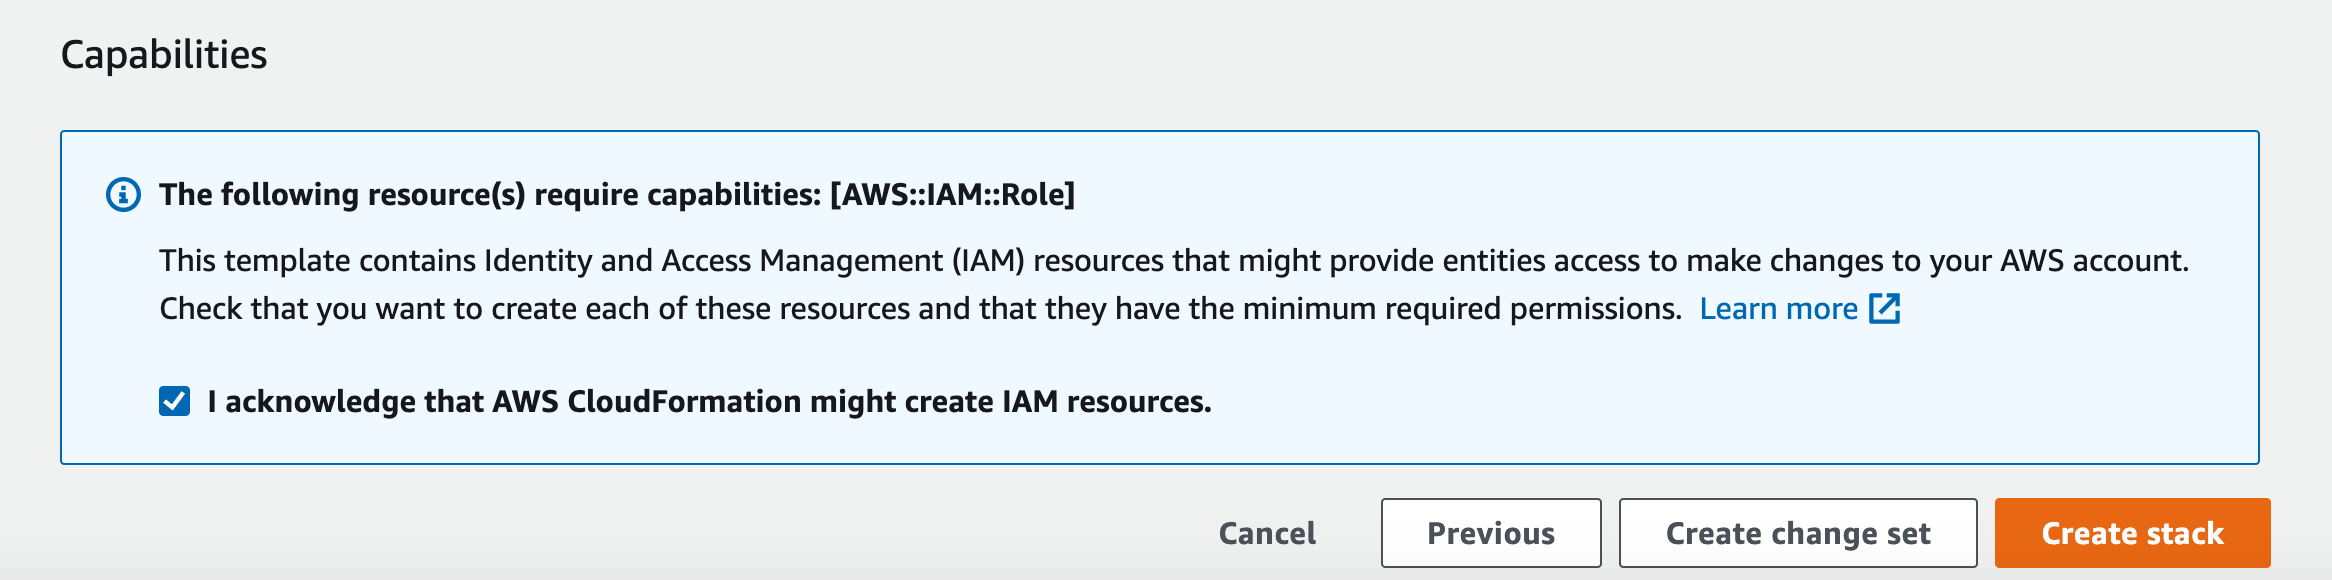 Capabilities
The following resource(s) require capabilities: [AWS::IAM::Role]
This template contains Identity and Access Management (IAM) resources that might provide entities access to make changes to your AWS account.
Check that you want to create each of these resources and that they have the minimum required permissions. Learn more
I acknowledge that AWS CloudFormation might create IAM resources.
Cancel Previous Create change set Create stack